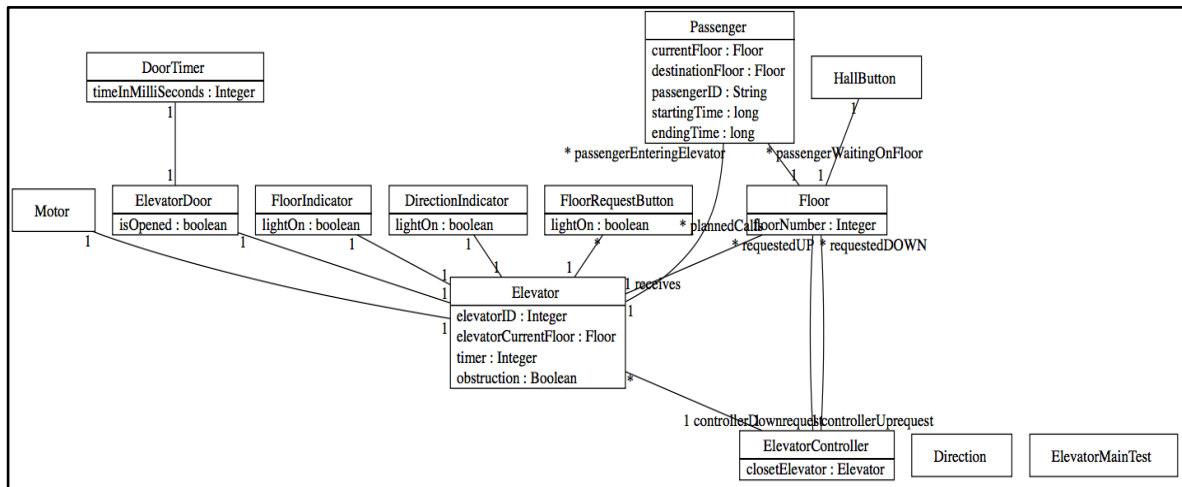 Passenger
currentFloor : Floor
destinationFloor : Floor
passengerID : String
startingTime : long
endingTime : long
DoorTimer
timeInMilliSeconds : Integer
HallButton
1
1
* passengerEnteringElevator
* passengerWaitingOnFloor
1
1
1
Motor
ElevatorDoor
isOpened : boolean
FloorIndicator
lightOn : boolean
DirectionIndicator
lightOn : boolean
FloorRequestButton
lightOn : boolean
Floor
floorNumber : Integer
* plannedCalls
* requestedUP
* requestedDOWN
1
1
1
1
*
1
1
1
1
1
1 receives
1
Elevator
elevatorID : Integer
elevatorCurrentFloor : Floor
timer : Integer
obstruction : Boolean
*
1 controllerDownrequest
1
1 controllerUprequest
ElevatorController
closetElevator : Elevator
Direction
ElevatorMainTest